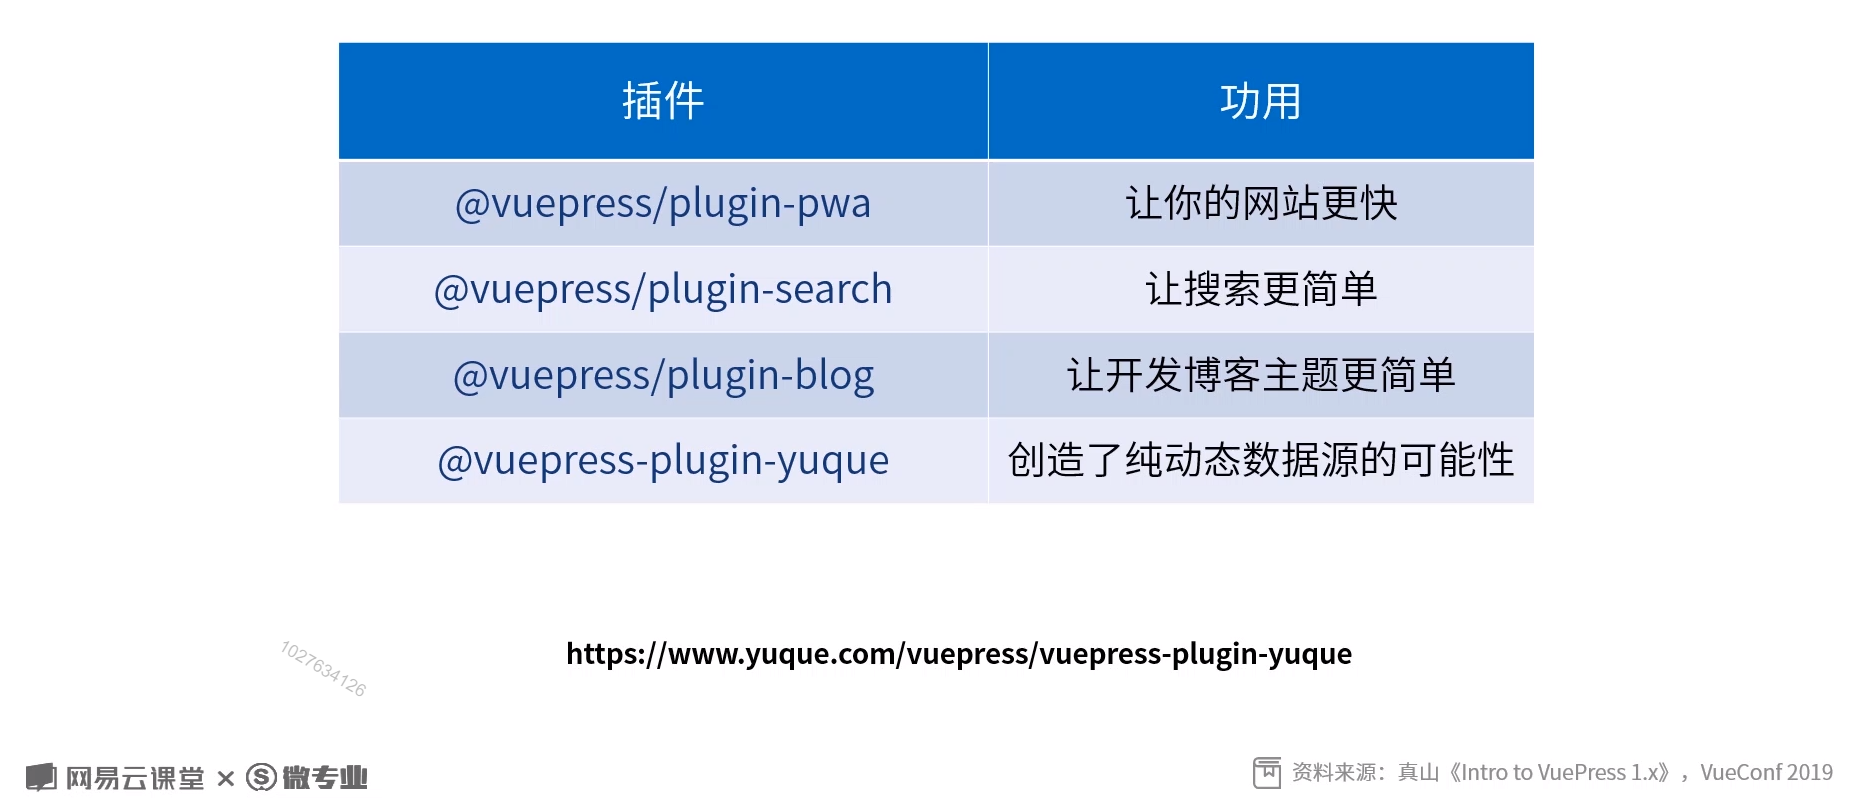 插件 功用
@vuepress/plugin-pwa 让你的网站更快
@vuepress/plugin-search 让搜索更简单
@vuepress/plugin-blog 让开发博客主题更简单
@vuepress-plugin-yuque 创造了纯动态数据源的可能性
https://www.yuque.com/vuepress/vuepress-plugin-yuque
1027634126
网易云课堂 × S 微专业
资料来源：真山《Intro to VuePress 1.x》，VueConf 2019